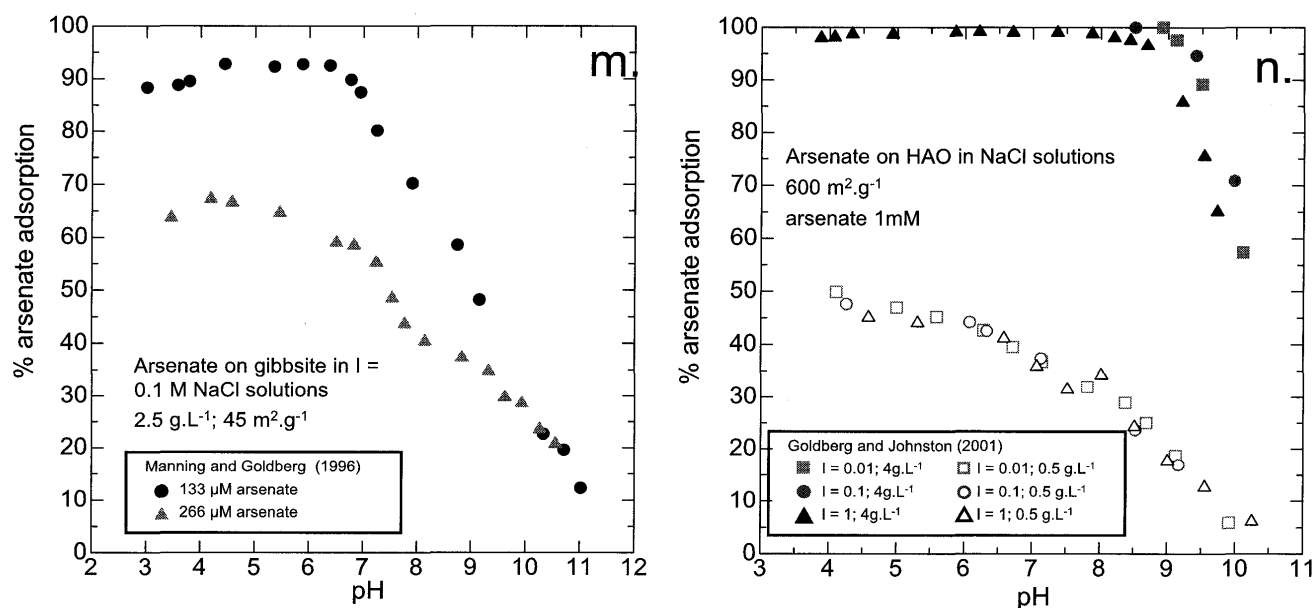 100
90
80
70
60
50
40
30
20
10
0
% arsenate adsorption
m.
Arsenate on gibbsite in I =
0.1 M NaCl solutions
2.5 g.L-1; 45 m2.g-1
Manning and Goldberg (1996)
133 µM arsenate
266 µM arsenate
2 3 4 5 6 7 8 9 10 11 12
pH
100
90
80
70
60
50
40
30
20
10
0
% arsenate adsorption
n.
Arsenate on HAO in NaCl solutions
600 m2.g-1
arsenate 1mM
Goldberg and Johnston (2001)
I = 0.01; 4g.L-1 I = 0.01; 0.5 g.L-1
I = 0.1; 4g.L-1 I = 0.1; 0.5 g.L-1
I = 1; 4g.L-1 I = 1; 0.5 g.L-1
3 4 5 6 7 8 9 10 11
pH